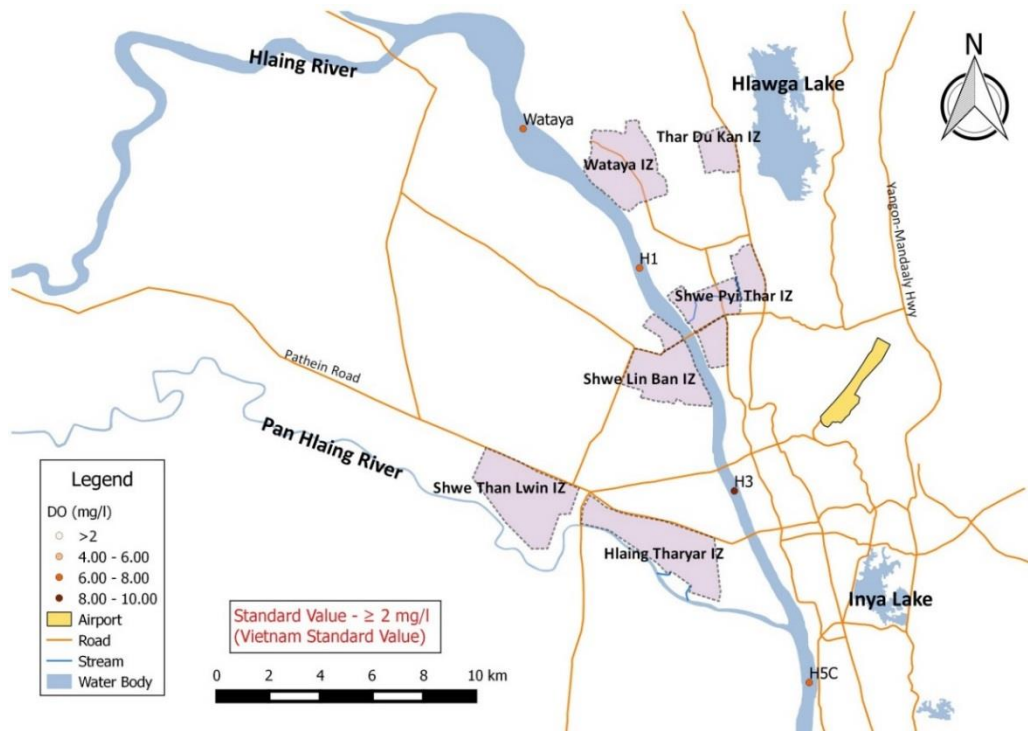 Hlaing River
Hlawga Lake
N
Wataya
Thar Du Kan IZ
Wataya IZ
Yangon-Mandaaly Hwy
H1
Shwe Pyi Thar IZ
Pathein Road
Shwe Lin Ban IZ
Pan Hlaing River
Shwe Than Lwin IZ
H3
Hlaing Tharyar IZ
Inya Lake
H5C
Legend
DO (mg/l)
>2
4.00 - 6.00
6.00 - 8.00
8.00 - 10.00
Airport
Road
Stream
Water Body
Standard Value - ≥ 2 mg/l
(Vietnam Standard Value)
0 2 4 6 8 10 km